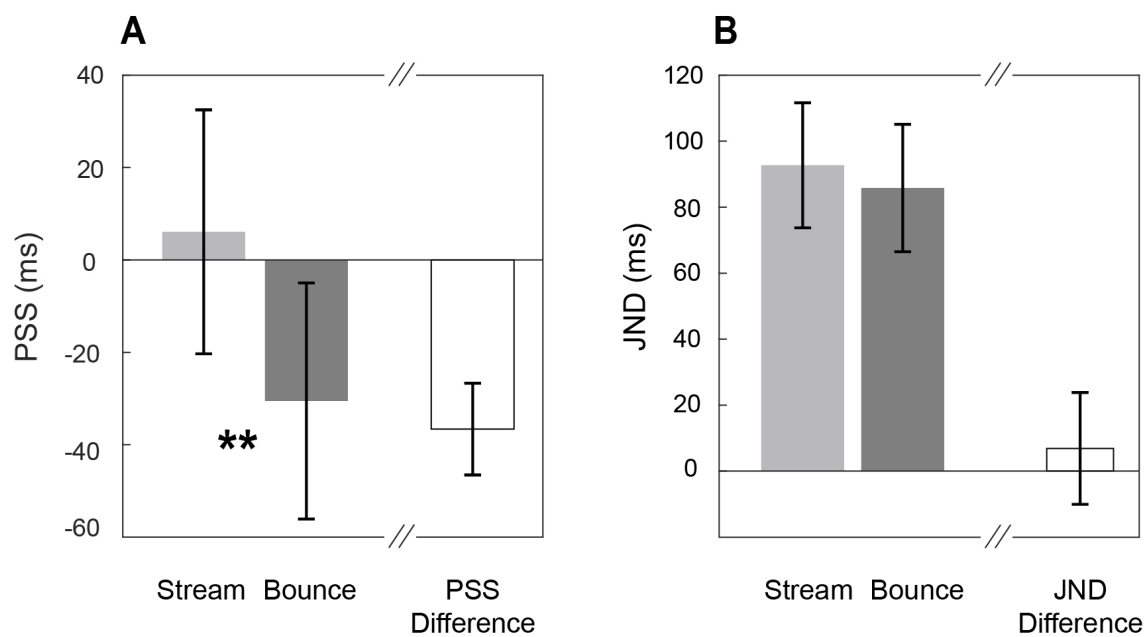 A
PSS (ms)
40
20
0
-20
-40
-60
**
Stream
Bounce
PSS
Difference
B
JND (ms)
120
100
80
60
40
20
0
Stream
Bounce
JND
Difference